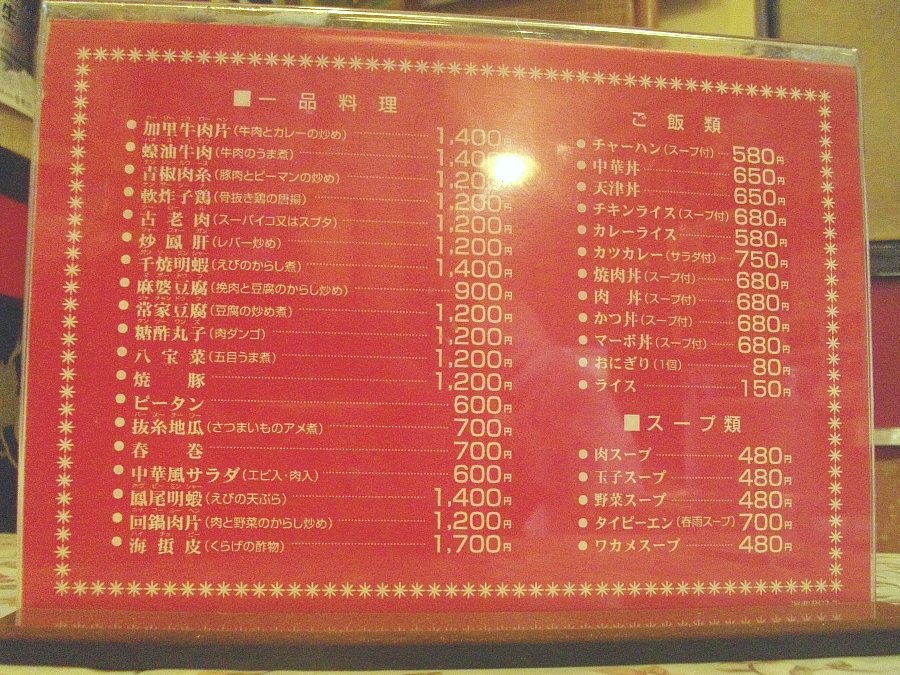 ■一品料理
●加里牛肉片(牛肉とカレーの炒め) 1,400円
●蠔油牛肉(牛肉のうま煮) 1,400円
●青椒肉糸(豚肉とピーマンの炒め) 1,200円
●軟炸子鶏(骨抜き鶏の唐揚) 1,200円
●古老肉(スーパイコ又はスブタ) 1,200円
●炒鳳肝(レバー炒め) 1,200円
●干焼明蝦(えびのからし煮) 1,400円
●麻婆豆腐(挽肉と豆腐のからし炒め) 900円
●常家豆腐(豆腐の炒め煮) 1,200円
●糖酢丸子(肉ダンゴ) 1,200円
●八宝菜(五目うま煮) 1,200円
●焼豚 1,200円
●ピータン 600円
●抜糸地瓜(さつまいものアメ煮) 700円
●春巻 700円
●中華風サラダ(エビ入・肉入) 600円
●鳳尾明蝦(えびの天ぷら) 1,400円
●回鍋肉片(肉と野菜のからし炒め) 1,200円
●海蜇皮(くらげの酢物) 1,700円
ご飯類
●チャーハン(スープ付) 580円
●中華丼 650円
●天津丼 650円
●チキンライス(スープ付) 680円
●カレーライス 580円
●カツカレー(サラダ付) 750円
●焼肉丼(スープ付) 680円
●肉丼(スープ付) 680円
●かつ丼(スープ付) 680円
●マーボ丼(スープ付) 680円
●おにぎり(1個) 80円
●ライス 150円
■スープ類
●肉スープ 480円
●玉子スープ 480円
●野菜スープ 480円
●タイピーエン(春雨スープ) 700円
●ワカメスープ 480円